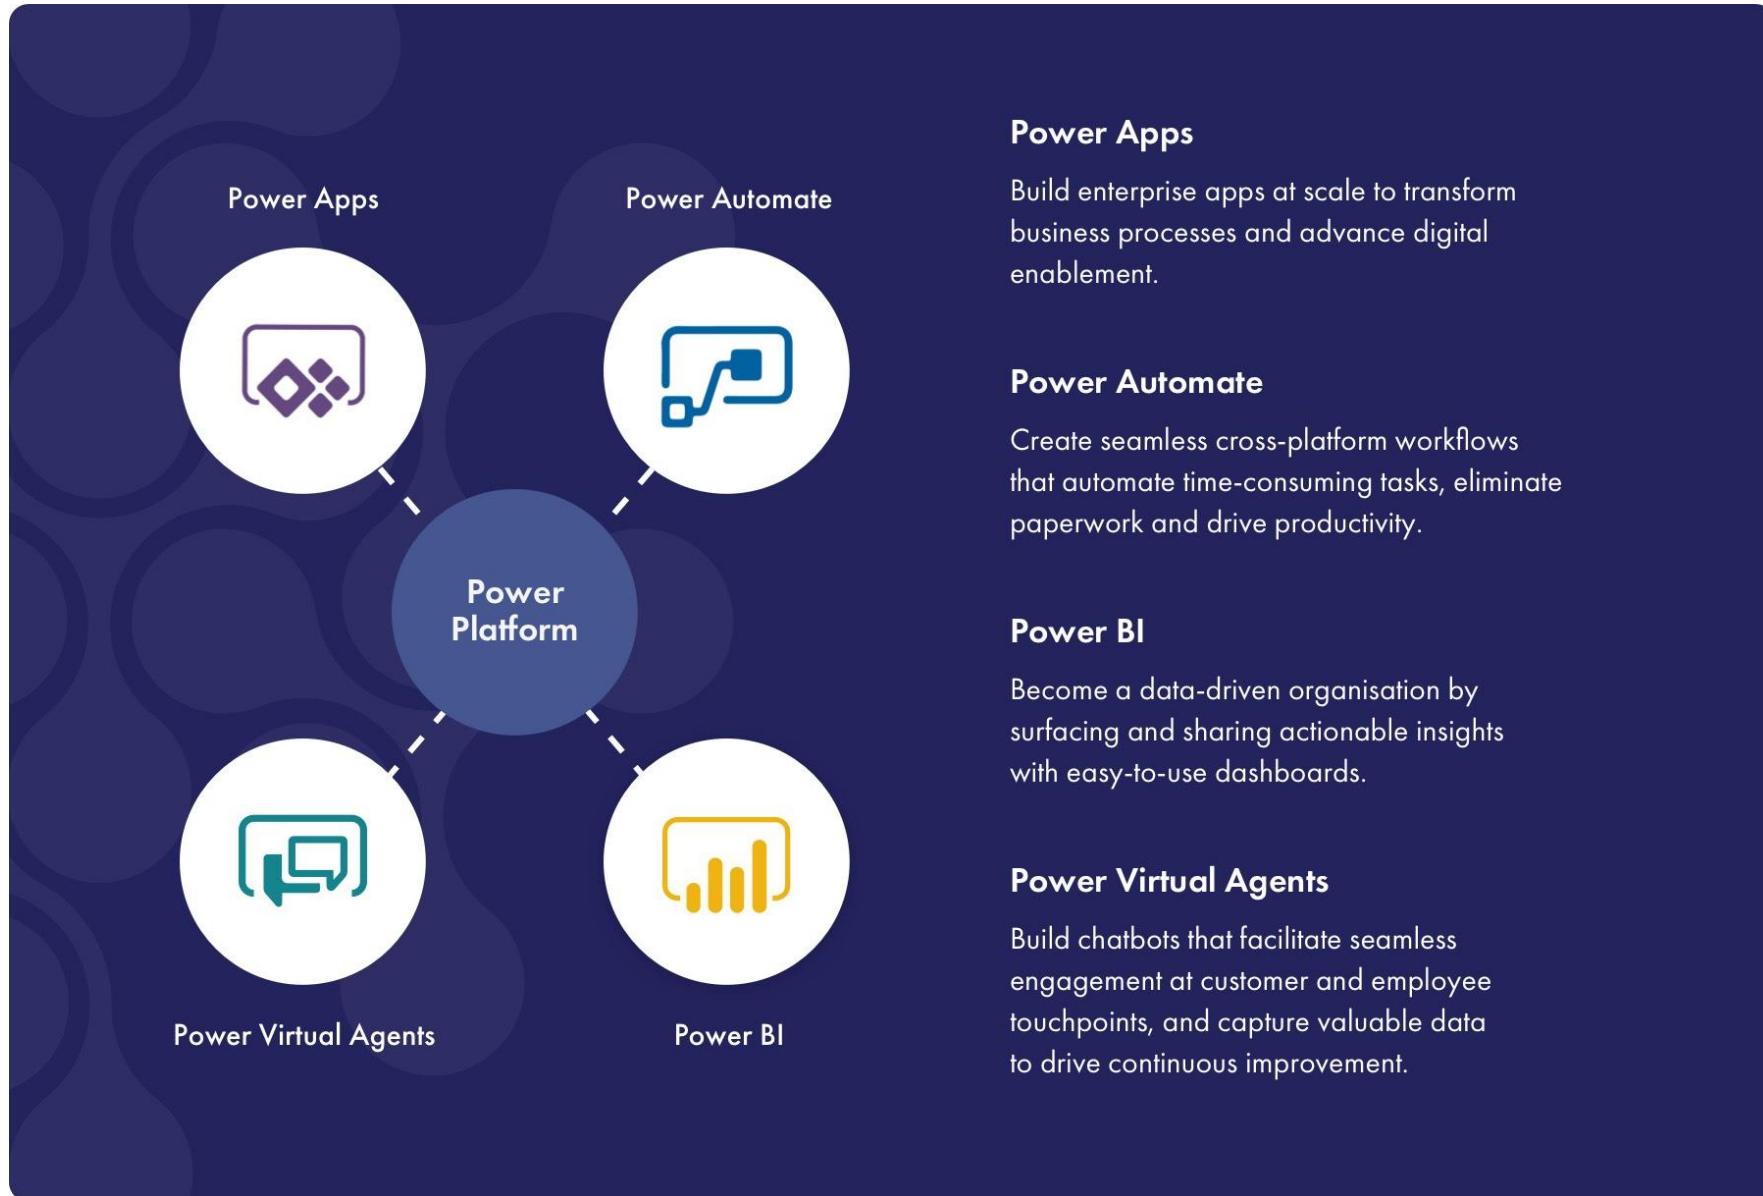 Power Apps
Power Automate
Power
Platform
Power Virtual Agents
Power BI
Power Apps
Build enterprise apps at scale to transform
business processes and advance digital
enablement.
Power Automate
Create seamless cross-platform workflows
that automate time-consuming tasks, eliminate
paperwork and drive productivity.
Power BI
Become a data-driven organisation by
surfacing and sharing actionable insights
with easy-to-use dashboards.
Power Virtual Agents
Build chatbots that facilitate seamless
engagement at customer and employee
touchpoints, and capture valuable data
to drive continuous improvement.